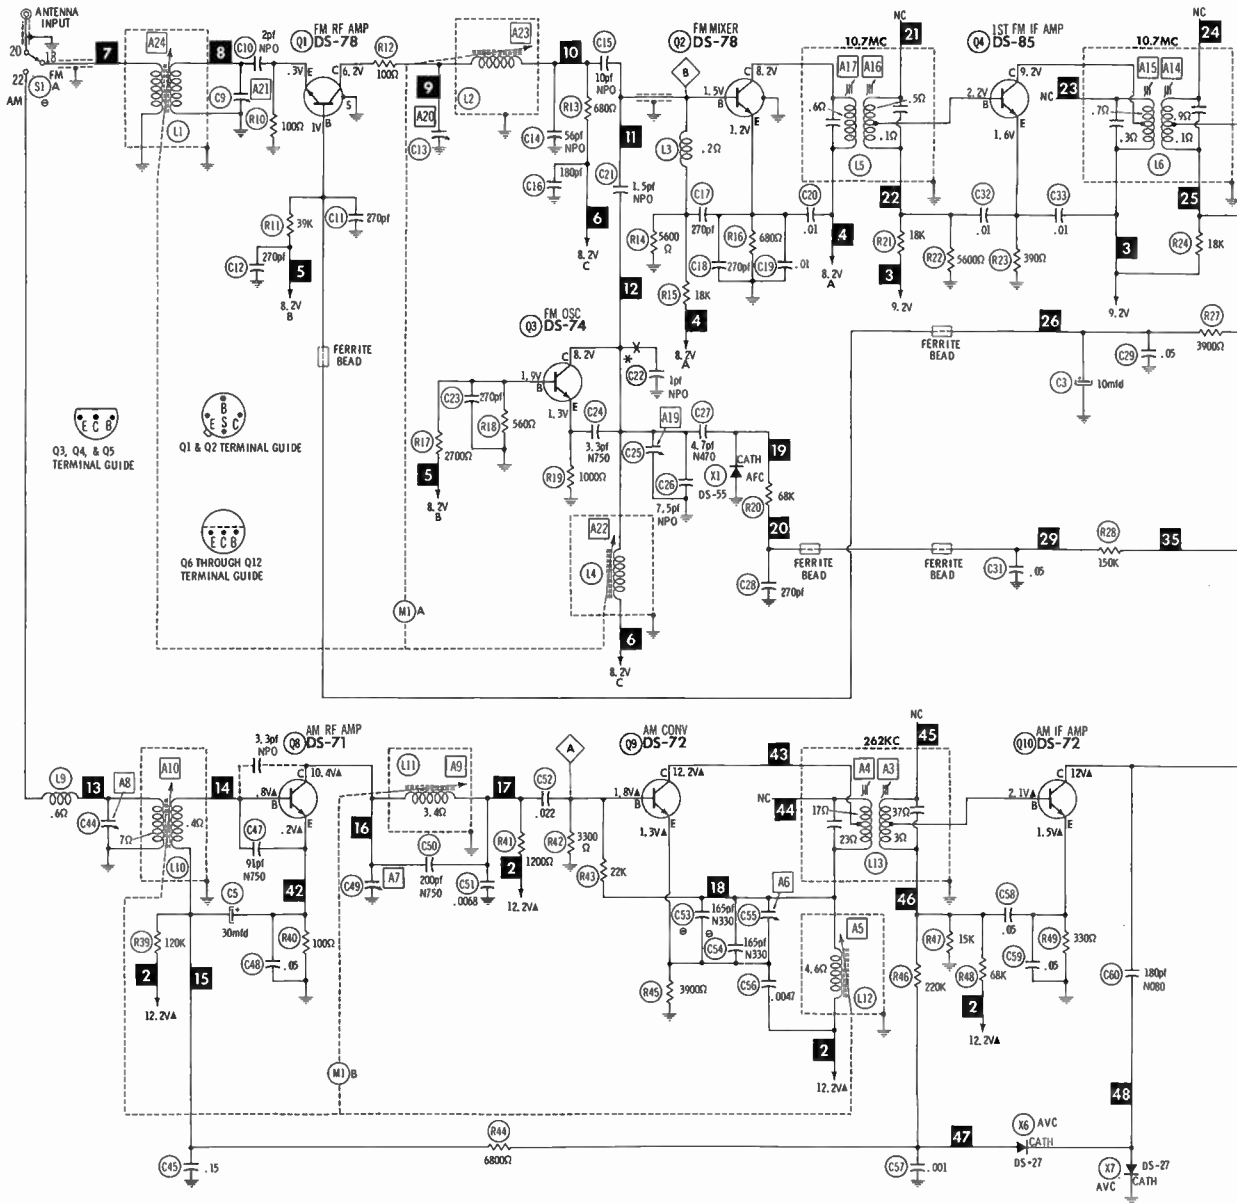 ANTENNA
INPUT
20
18
22
FM
A
S1
AM
7
A24
L1
8
C10
2pf
NPO
C9
A21
R10
100Ω
FM RF AMP
Q1
DS-78
.3V
E
C
6.2V
S
1V
B
R12
100Ω
9
A20
C13
A23
L2
10
C15
10pf
NPO
R13
680Ω
C14
56pf
NPO
C16
180pf
6
8.2V
C
11
C21
1.5pf
NPO
12
FM MIXER
Q2
DS-78
B
1.5V
B
C
8.2V
E
1.2V
L3
.2Ω
R14
5600
Ω
C17
270pf
C18
270pf
R16
680Ω
C19
.01
C20
.01
R15
18K
4
8.2V
A
4
8.2V
A
10.7MC
A17
A16
.6Ω
.5Ω
.1Ω
L5
NC
21
22
R21
18K
3
9.2V
1ST FM IF AMP
Q4
DS-85
C
9.2V
2.2V
B
E
1.6V
C32
.01
C33
.01
R22
5600Ω
R23
390Ω
NC
23
10.7MC
A15
A14
.7Ω
.3Ω
.9Ω
.1Ω
L6
NC
24
25
R24
18K
3
9.2V
R11
39K
C11
270pf
C12
270pf
5
8.2V
B
FERRITE
BEAD
FM OSC
Q3
DS-74
C
8.2V
1.9V
B
E
1.3V
*
C22
1pf
NPO
C23
270pf
R18
560Ω
R17
2700Ω
5
8.2V
B
C24
3.3pf
N750
R19
1000Ω
A19
C25
C27
4.7pf
N470
C26
7.5pf
NPO
CATH
X1
AFC
DS-55
19
R20
68K
20
C28
270pf
FERRITE
BEAD
FERRITE
BEAD
FERRITE
BEAD
26
C3
10mfd
C29
.05
R27
3900Ω
C31
.05
29
R28
150K
35
A22
L4
6
8.2V
C
M1
A
E C B
Q3, Q4, & Q5
TERMINAL GUIDE
B
E S C
Q1 & Q2 TERMINAL GUIDE
E C B
Q6 THROUGH Q12
TERMINAL GUIDE
L9
.6Ω
13
A8
C44
A10
7Ω
.4Ω
L10
14
3.3pf
NPO
AM RF AMP
Q8
DS-71
C
10.4V▲
.8V▲
B
E
.2V▲
C47
91pf
N750
42
C5
30mfd
R40
100Ω
C48
.05
R39
120K
2
12.2V▲
15
16
C49
A7
L11
A9
3.4Ω
C50
200pf
N750
C51
.0068
17
R41
1200Ω
2
12.2V▲
C52
.022
A
R42
3300
Ω
R43
22K
AM CONV
Q9
DS-72
C
12.2V▲
1.8V▲
B
E
1.3V▲
18
C53
165pf
N330
C54
165pf
N330
C55
A6
C56
.0047
R45
3900Ω
A5
4.6Ω
L12
2
12.2V▲
43
NC
44
262KC
A4
A3
17Ω
23Ω
37Ω
3Ω
L13
NC
45
46
R46
220K
R47
15K
R48
68K
2
12.2V▲
AM IF AMP
Q10
DS-72
C
12V▲
2.1V▲
B
E
1.5V▲
C58
.05
C59
.05
R49
330Ω
C60
180pf
N080
48
M1
B
C45
.15
R44
6800Ω
C57
.001
47
X6
AVC
CATH
DS-27
X7
AVC
DS-27
CATH